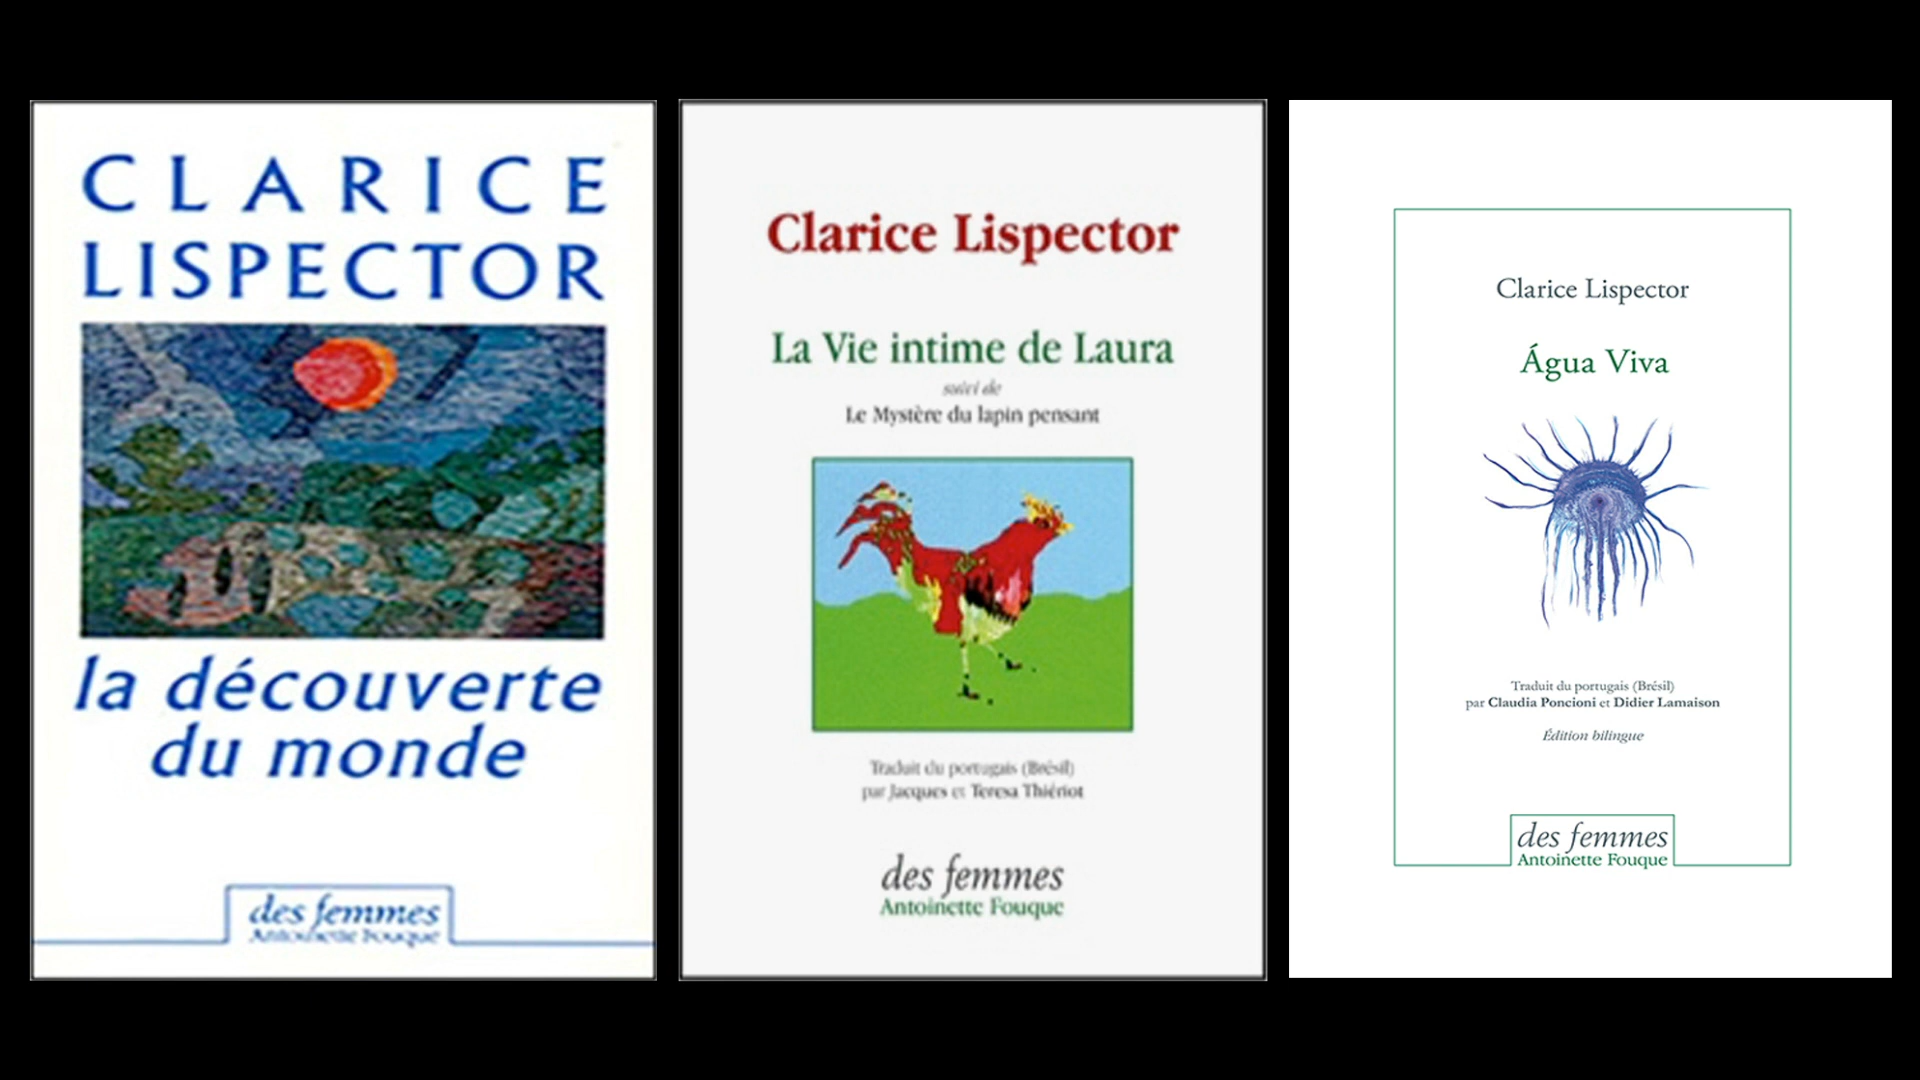 CLARICE
LISPECTOR
la découverte
du monde
des femmes
Antoinette Fouque
Clarice Lispector
La Vie intime de Laura
suivi de
Le Mystère du lapin pensant
Traduit du portugais (Brésil)
par Jacques et Teresa Thiériot
des femmes
Antoinette Fouque
Clarice Lispector
Água Viva
Traduit du portugais (Brésil)
par Claudia Poncioni et Didier Lamaison
Édition bilingue
des femmes
Antoinette Fouque